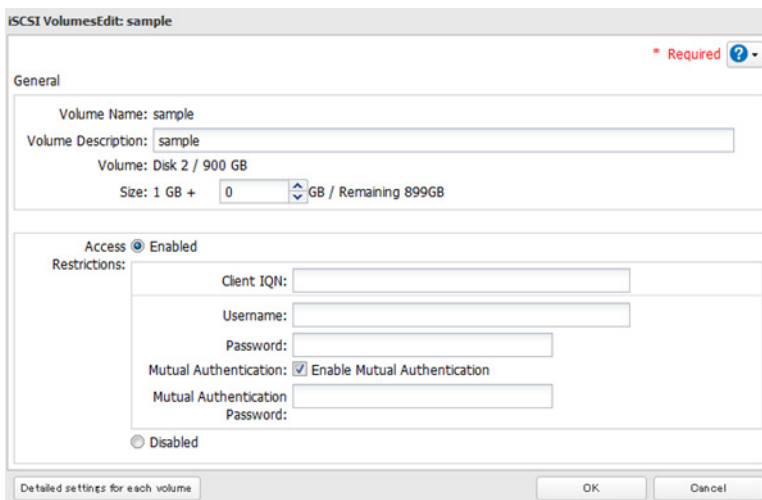 iSCSI VolumesEdit: sample
* Required ?
General
Volume Name: sample
Volume Description: sample
Volume: Disk 2 / 900 GB
Size: 1 GB + 0 GB / Remaining 899GB
Access Restrictions: Enabled
Client IQN:
Username:
Password:
Mutual Authentication: Enable Mutual Authentication
Mutual Authentication
Password:
Disabled
Detailed settings for each volume OK Cancel